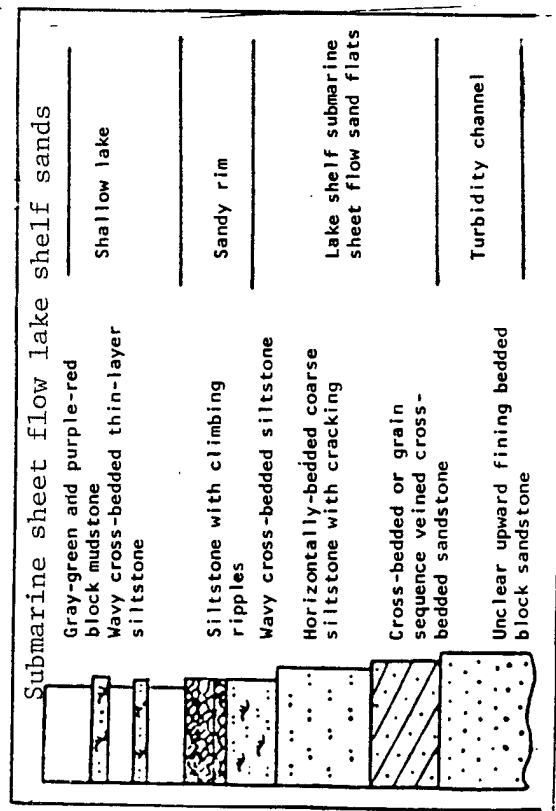 Submarine sheet flow lake shelf sands
Gray-green and purple-red
block mudstone
Wavy cross-bedded thin-layer
siltstone
Shallow lake
Siltstone with climbing
ripples
Sandy rim
Wavy cross-bedded siltstone
Horizontally-bedded coarse
siltstone with cracking
Lake shelf submarine
sheet flow sand flats
Cross-bedded or grain
sequence veined cross-
bedded sandstone
Turbidity channel
Unclear upward fining bedded
block sandstone